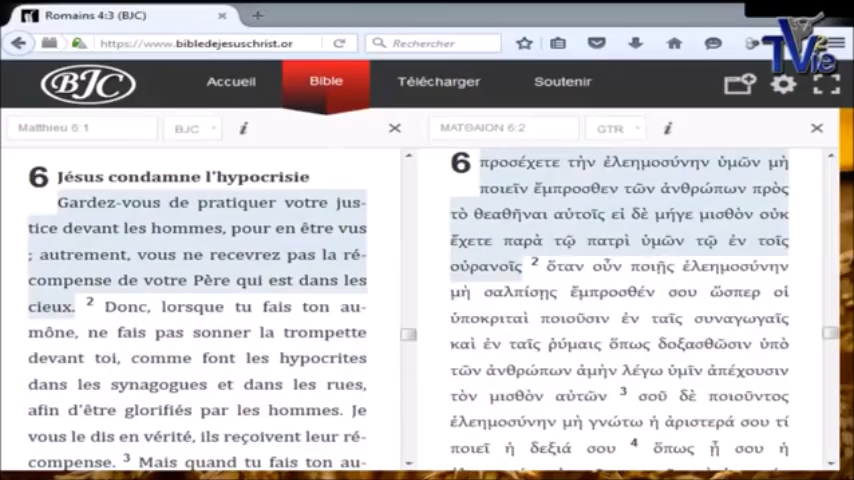 Romains 4:3 (BJC)
https://www.bibledejesuschrist.or
Rechercher
TVie
BJC
Accueil
Bible
Télécharger
Soutenir
Matthieu 6:1
BJC
ΜΑΤΘΑΙΟΝ 6:2
GTR
6 Jésus condamne l'hypocrisie
Gardez-vous de pratiquer votre jus-
tice devant les hommes, pour en être vus
; autrement, vous ne recevrez pas la ré-
compense de votre Père qui est dans les
cieux. 2 Donc, lorsque tu fais ton au-
mône, ne fais pas sonner la trompette
devant toi, comme font les hypocrites
dans les synagogues et dans les rues,
afin d'être glorifiés par les hommes. Je
vous le dis en vérité, ils reçoivent leur ré-
compense. 3 Mais quand tu fais ton au-
6 προσέχετε τὴν ἐλεημοσύνην ὑμῶν μὴ
ποιεῖν ἔμπροσθεν τῶν ἀνθρώπων πρὸς
τὸ θεαθῆναι αὐτοῖς εἰ δὲ μήγε μισθὸν οὐκ
ἔχετε παρὰ τῷ πατρὶ ὑμῶν τῷ ἐν τοῖς
οὐρανοῖς 2 ὅταν οὖν ποιῇς ἐλεημοσύνην
μὴ σαλπίσῃς ἔμπροσθέν σου ὥσπερ οἱ
ὑποκριταὶ ποιοῦσιν ἐν ταῖς συναγωγαῖς
καὶ ἐν ταῖς ῥύμαις ὅπως δοξασθῶσιν ὑπὸ
τῶν ἀνθρώπων ἀμὴν λέγω ὑμῖν ἀπέχουσιν
τὸν μισθὸν αὐτῶν 3 σοῦ δὲ ποιοῦντος
ἐλεημοσύνην μὴ γνώτω ἡ ἀριστερά σου τί
ποιεῖ ἡ δεξιά σου 4 ὅπως ᾖ σου ἡ